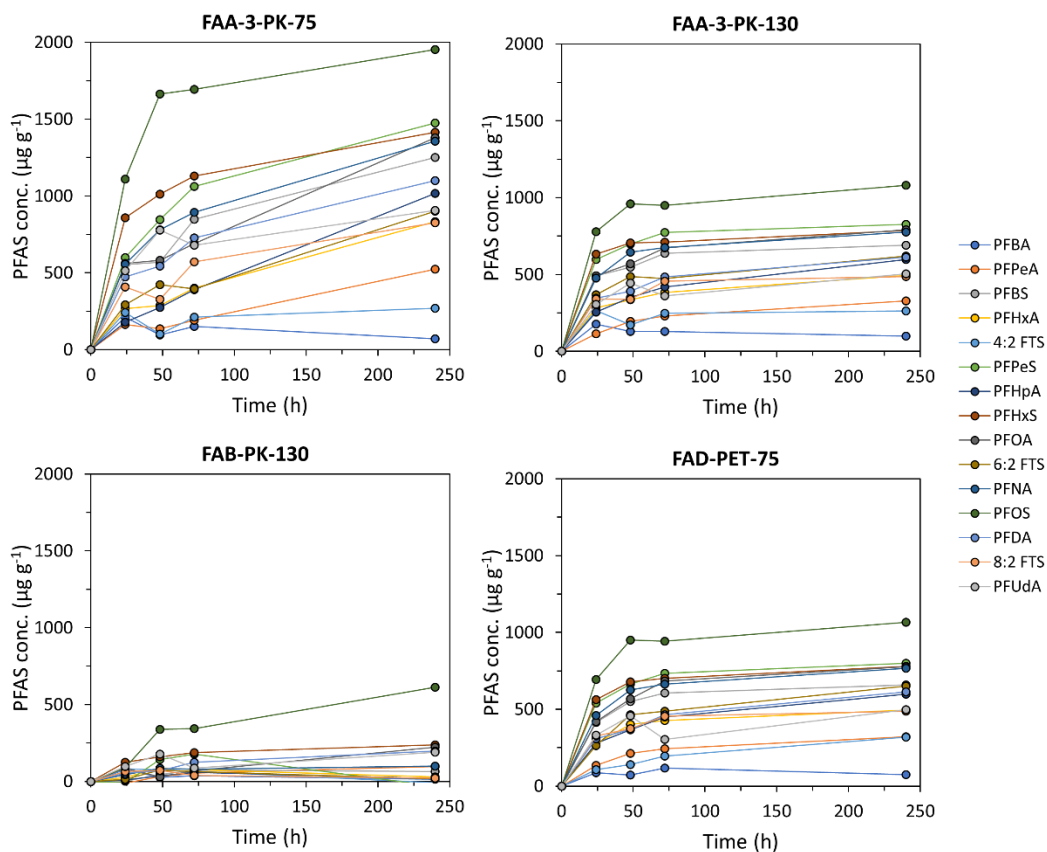 FAA-3-PK-75
2000
1500
1000
500
0
PFAS conc. (µg g⁻¹)
0 50 100 150 200 250
Time (h)
FAA-3-PK-130
2000
1500
1000
500
0
PFAS conc. (µg g⁻¹)
0 50 100 150 200 250
Time (h)
FAB-PK-130
2000
1500
1000
500
0
PFAS conc. (µg g⁻¹)
0 50 100 150 200 250
Time (h)
FAD-PET-75
2000
1500
1000
500
0
PFAS conc. (µg g⁻¹)
0 50 100 150 200 250
Time (h)
PFBA
PFPeA
PFBS
PFHxA
4:2 FTS
PFPeS
PFHpA
PFHxS
PFOA
6:2 FTS
PFNA
PFOS
PFDA
8:2 FTS
PFUdA